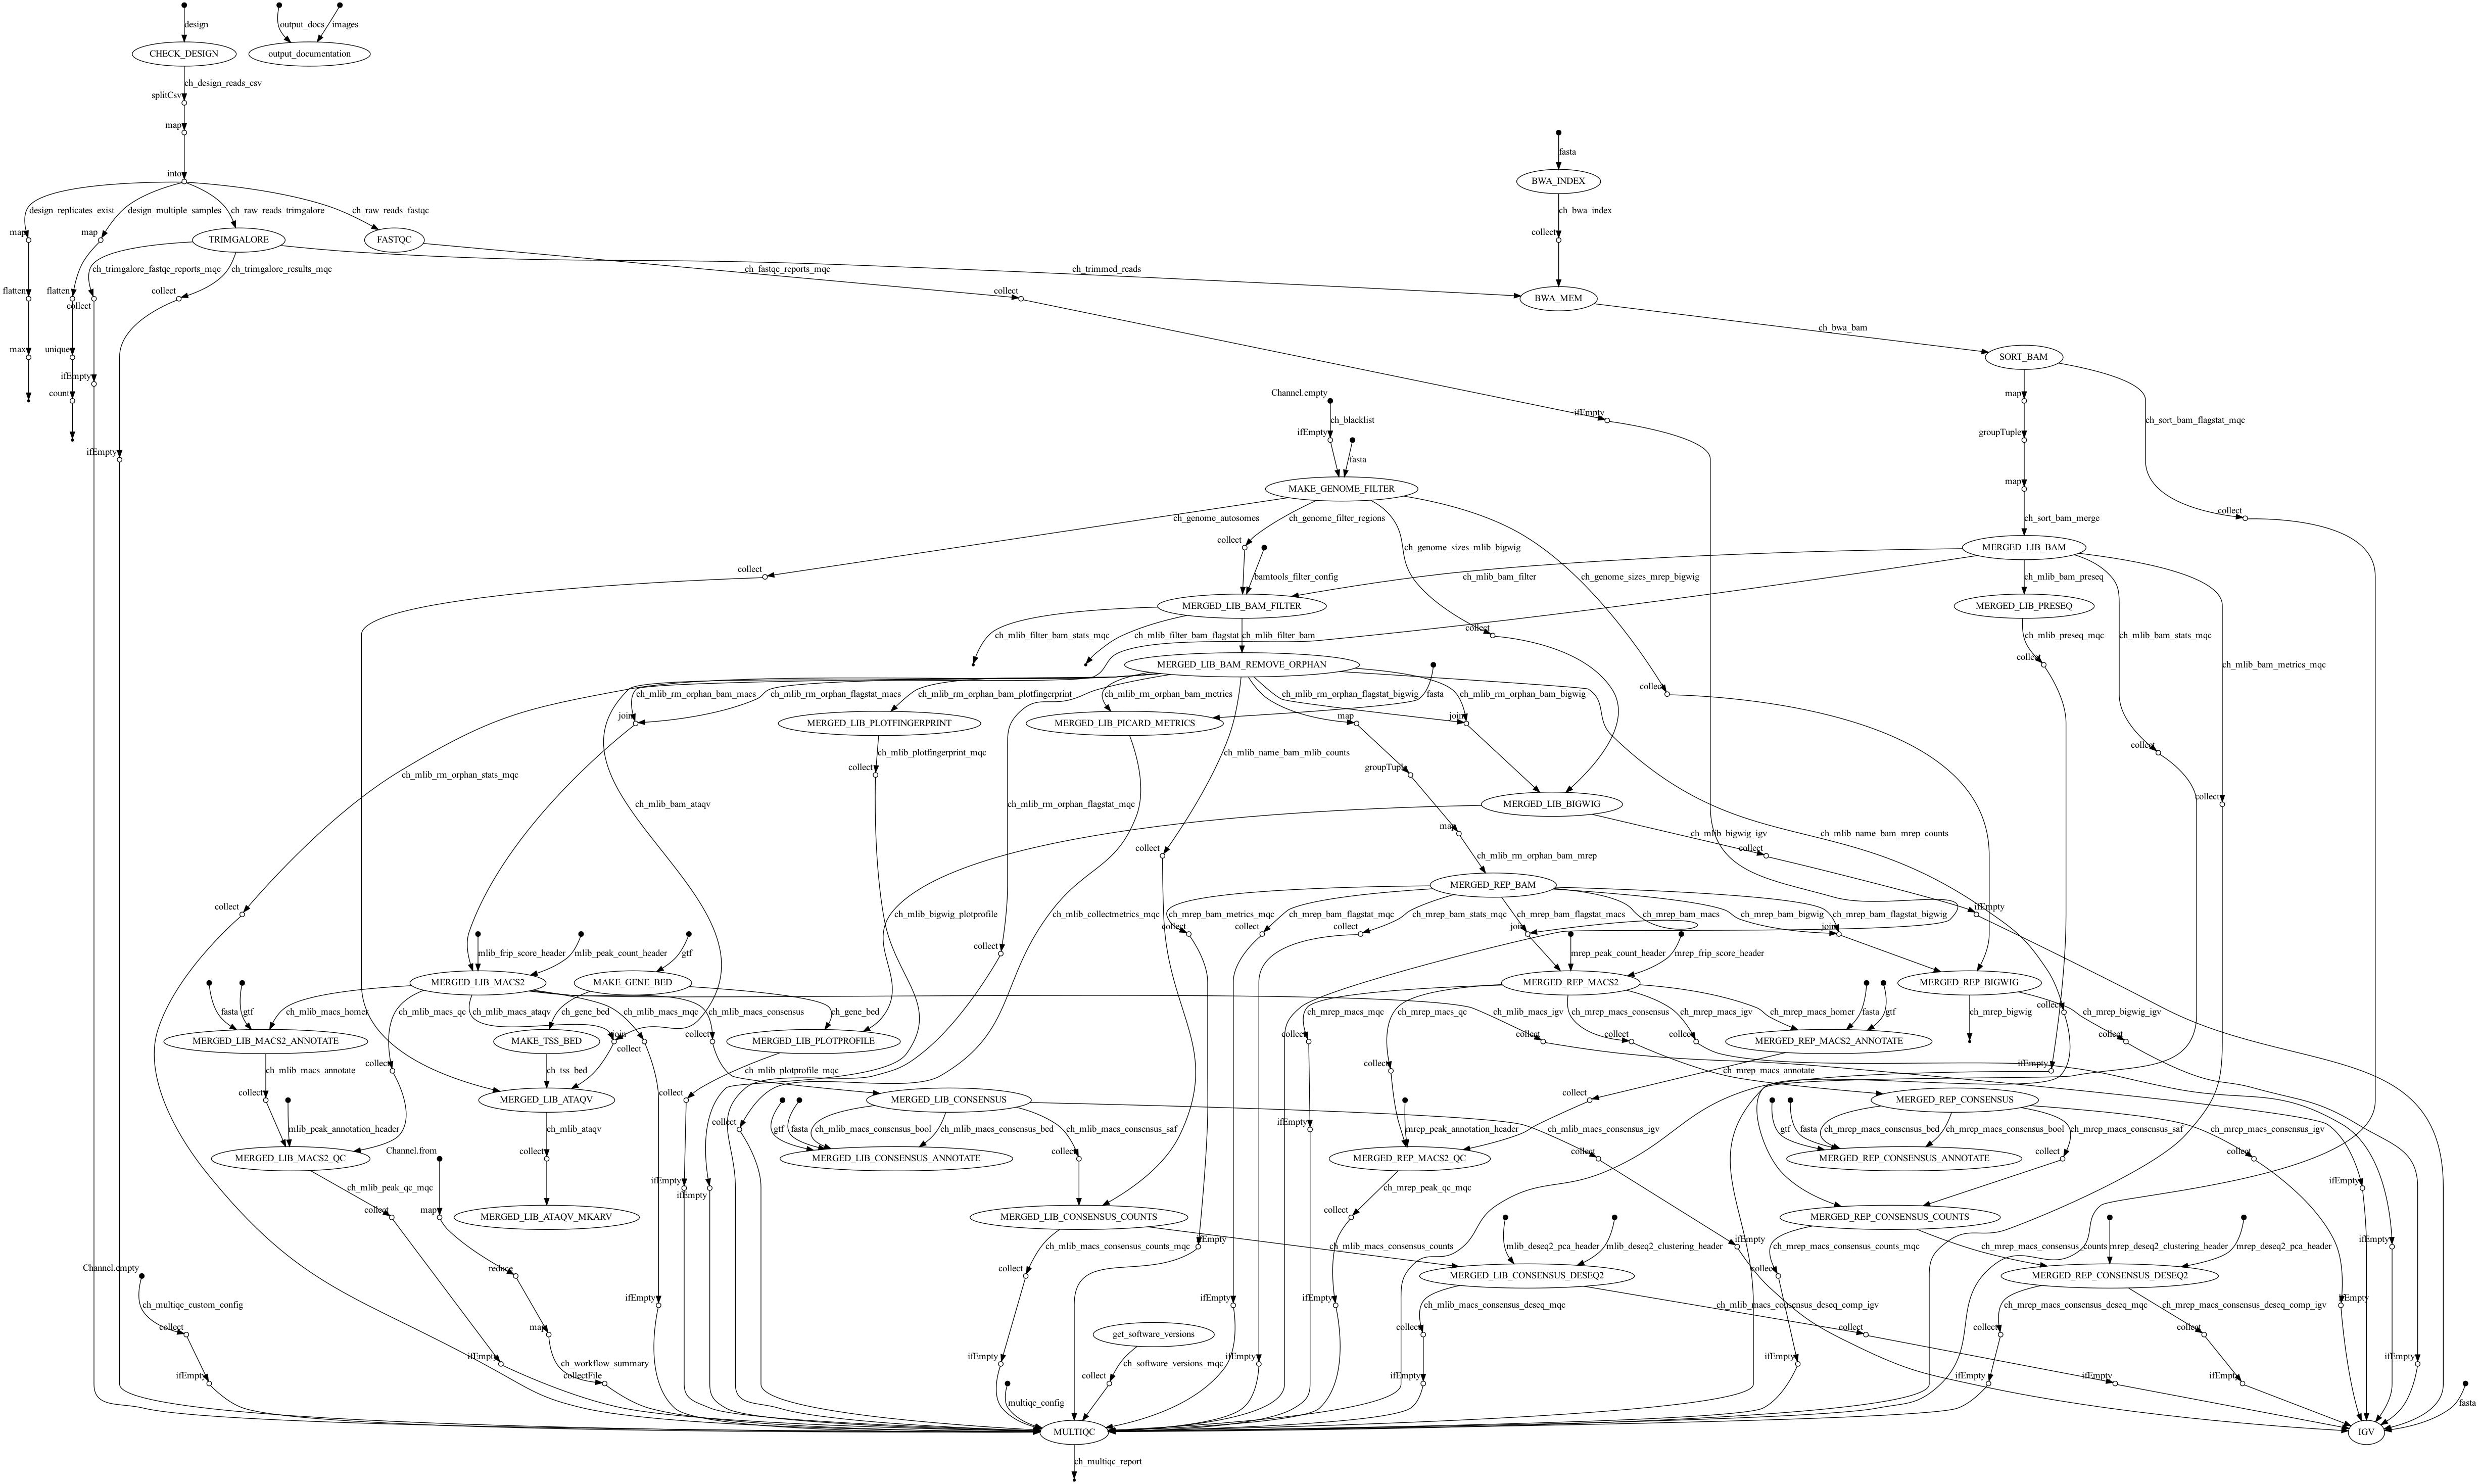 design
output_docs
images
CHECK_DESIGN
output_documentation
ch_design_reads_csv
splitCsv
map
fasta
into
BWA_INDEX
design_replicates_exist
design_multiple_samples
ch_raw_reads_trimgalore
ch_raw_reads_fastqc
ch_bwa_index
map
map
TRIMGALORE
FASTQC
collect
ch_trimgalore_fastqc_reports_mqc
ch_trimgalore_results_mqc
ch_fastqc_reports_mqc
ch_trimmed_reads
flatten
flatten
collect
collect
collect
BWA_MEM
ch_bwa_bam
max
unique
SORT_BAM
ifEmpty
count
Channel.empty
map
ch_blacklist
ifEmpty
ch_sort_bam_flagstat_mqc
ifEmpty
groupTuple
ifEmpty
fasta
map
MAKE_GENOME_FILTER
collect
ch_genome_autosomes
ch_genome_filter_regions
ch_sort_bam_merge
collect
ch_genome_sizes_mlib_bigwig
MERGED_LIB_BAM
collect
bamtools_filter_config
ch_mlib_bam_filter
ch_genome_sizes_mrep_bigwig
ch_mlib_bam_preseq
MERGED_LIB_BAM_FILTER
MERGED_LIB_PRESEQ
collect
ch_mlib_filter_bam_stats_mqc
ch_mlib_filter_bam_flagstat
ch_mlib_filter_bam
ch_mlib_preseq_mqc
ch_mlib_bam_stats_mqc
collect
MERGED_LIB_BAM_REMOVE_ORPHAN
ch_mlib_bam_metrics_mqc
collect
ch_mlib_rm_orphan_bam_macs
ch_mlib_rm_orphan_flagstat_macs
ch_mlib_rm_orphan_bam_plotfingerprint
ch_mlib_rm_orphan_bam_metrics
fasta
ch_mlib_rm_orphan_flagstat_bigwig
ch_mlib_rm_orphan_bam_bigwig
join
MERGED_LIB_PLOTFINGERPRINT
MERGED_LIB_PICARD_METRICS
map
join
collect
ch_mlib_plotfingerprint_mqc
ch_mlib_name_bam_mlib_counts
collect
groupTuple
ch_mlib_rm_orphan_stats_mqc
ch_mlib_bam_ataqv
ch_mlib_rm_orphan_flagstat_mqc
MERGED_LIB_BIGWIG
collect
map
ch_mlib_bigwig_igv
ch_mlib_name_bam_mrep_counts
collect
ch_mlib_rm_orphan_bam_mrep
collect
MERGED_REP_BAM
collect
ch_mlib_bigwig_plotprofile
ch_mlib_collectmetrics_mqc
ch_mrep_bam_metrics_mqc
ch_mrep_bam_flagstat_mqc
ch_mrep_bam_stats_mqc
ch_mrep_bam_flagstat_macs
ch_mrep_bam_macs
ch_mrep_bam_bigwig
ch_mrep_bam_flagstat_bigwig
ifEmpty
collect
collect
collect
join
join
mlib_frip_score_header
mlib_peak_count_header
gtf
collect
mrep_peak_count_header
mrep_frip_score_header
MERGED_LIB_MACS2
MAKE_GENE_BED
MERGED_REP_MACS2
MERGED_REP_BIGWIG
fasta
gtf
ch_mlib_macs_homer
ch_mlib_macs_qc
ch_mlib_macs_ataqv
ch_gene_bed
ch_mlib_macs_mqc
ch_mlib_macs_consensus
ch_gene_bed
ch_mlib_macs_igv
ch_mrep_macs_mqc
ch_mrep_macs_qc
ch_mrep_macs_consensus
ch_mrep_macs_igv
ch_mrep_macs_homer
fasta
gtf
ch_mrep_bigwig
collect
ch_mrep_bigwig_igv
MERGED_LIB_MACS2_ANNOTATE
MAKE_TSS_BED
join
collect
collect
MERGED_LIB_PLOTPROFILE
collect
collect
collect
collect
MERGED_REP_MACS2_ANNOTATE
collect
ch_mlib_macs_annotate
collect
ch_tss_bed
ch_mlib_plotprofile_mqc
collect
ch_mrep_macs_annotate
ifEmpty
collect
MERGED_LIB_ATAQV
collect
MERGED_LIB_CONSENSUS
collect
MERGED_REP_CONSENSUS
mlib_peak_annotation_header
ch_mlib_ataqv
collect
gtf
fasta
ch_mlib_macs_consensus_bool
ch_mlib_macs_consensus_bed
ch_mlib_macs_consensus_saf
ch_mlib_macs_consensus_igv
ifEmpty
mrep_peak_annotation_header
gtf
fasta
ch_mrep_macs_consensus_bed
ch_mrep_macs_consensus_bool
ch_mrep_macs_consensus_saf
ch_mrep_macs_consensus_igv
MERGED_LIB_MACS2_QC
Channel.from
collect
MERGED_LIB_CONSENSUS_ANNOTATE
collect
MERGED_REP_MACS2_QC
collect
MERGED_REP_CONSENSUS_ANNOTATE
collect
collect
ch_mlib_peak_qc_mqc
ifEmpty
ifEmpty
ch_mrep_peak_qc_mqc
ifEmpty
collect
map
MERGED_LIB_ATAQV_MKARV
MERGED_LIB_CONSENSUS_COUNTS
collect
MERGED_REP_CONSENSUS_COUNTS
ch_mlib_macs_consensus_counts_mqc
ifEmpty
ch_mlib_macs_consensus_counts
mlib_deseq2_pca_header
mlib_deseq2_clustering_header
ifEmpty
ch_mrep_macs_consensus_counts_mqc
ch_mrep_macs_consensus_counts
mrep_deseq2_clustering_header
mrep_deseq2_pca_header
ifEmpty
Channel.empty
reduce
collect
MERGED_LIB_CONSENSUS_DESEQ2
collect
MERGED_REP_CONSENSUS_DESEQ2
ch_multiqc_custom_config
ifEmpty
ifEmpty
ifEmpty
ch_mlib_macs_consensus_deseq_mqc
ch_mlib_macs_consensus_deseq_comp_igv
ch_mrep_macs_consensus_deseq_mqc
ch_mrep_macs_consensus_deseq_comp_igv
ifEmpty
collect
map
get_software_versions
collect
collect
collect
collect
ifEmpty
ch_workflow_summary
ifEmpty
ch_software_versions_mqc
ifEmpty
ifEmpty
ifEmpty
ifEmpty
collectFile
collect
ifEmpty
ifEmpty
ifEmpty
ifEmpty
multiqc_config
fasta
MULTIQC
IGV
ch_multiqc_report